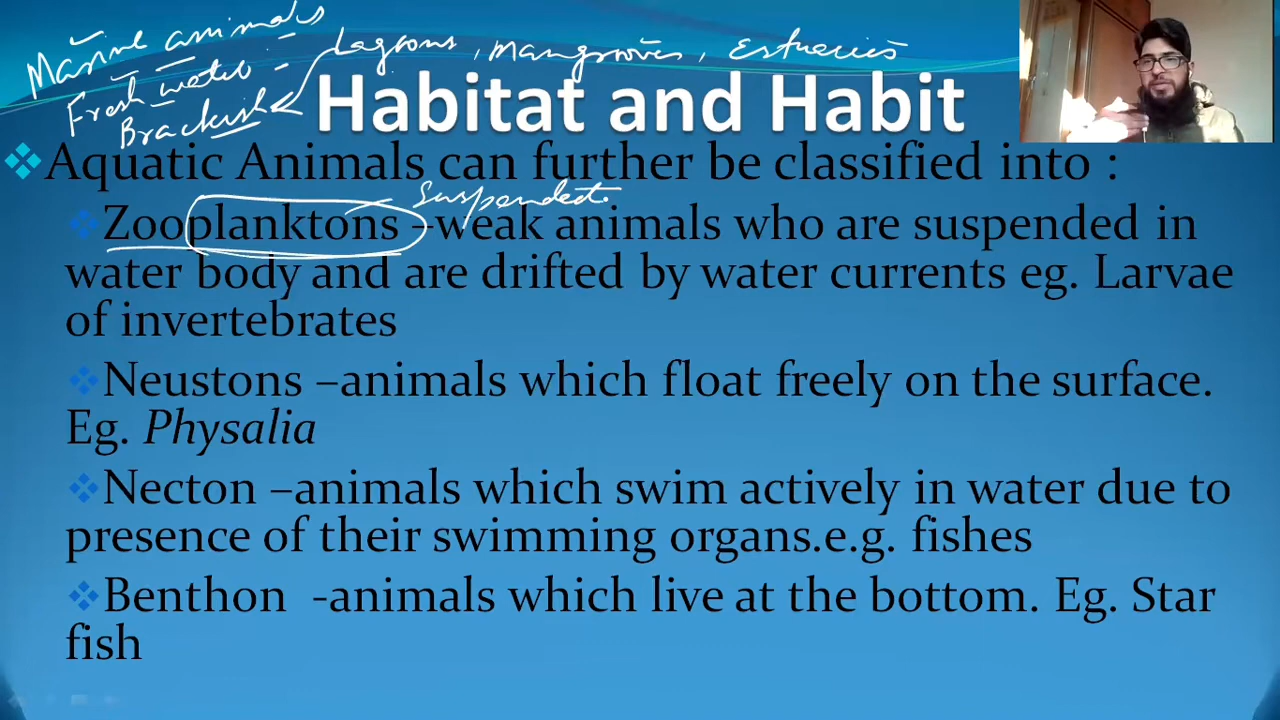 Marine animals
Fresh water -
Brackish < Lagoons, Mangroves, Estuaries
Habitat and Habit
Aquatic Animals can further be classified into :
suspended
Zooplanktons –weak animals who are suspended in
water body and are drifted by water currents eg. Larvae
of invertebrates
Neustons –animals which float freely on the surface.
Eg. Physalia
Necton –animals which swim actively in water due to
presence of their swimming organs.e.g. fishes
Benthon -animals which live at the bottom. Eg. Star
fish